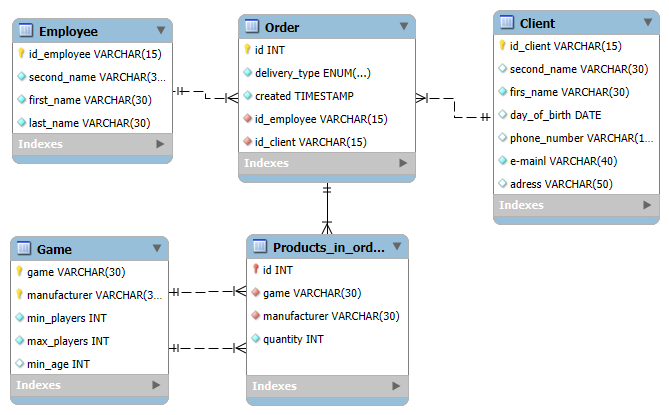 Employee
id_employee VARCHAR(15)
second_name VARCHAR(3...
first_name VARCHAR(30)
last_name VARCHAR(30)
Indexes
Order
id INT
delivery_type ENUM(...)
created TIMESTAMP
id_employee VARCHAR(15)
id_client VARCHAR(15)
Indexes
Client
id_client VARCHAR(15)
second_name VARCHAR(30)
firs_name VARCHAR(30)
day_of_birth DATE
phone_number VARCHAR(1...
e-mainl VARCHAR(40)
adress VARCHAR(50)
Indexes
Game
game VARCHAR(30)
manufacturer VARCHAR(3...
min_players INT
max_players INT
min_age INT
Indexes
Products_in_ord...
id INT
game VARCHAR(30)
manufacturer VARCHAR(30)
quantity INT
Indexes